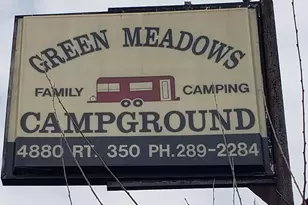 GREEN MEADOWS
FAMILY CAMPING
CAMPGROUND
4880 RT. 350 PH.289-2284